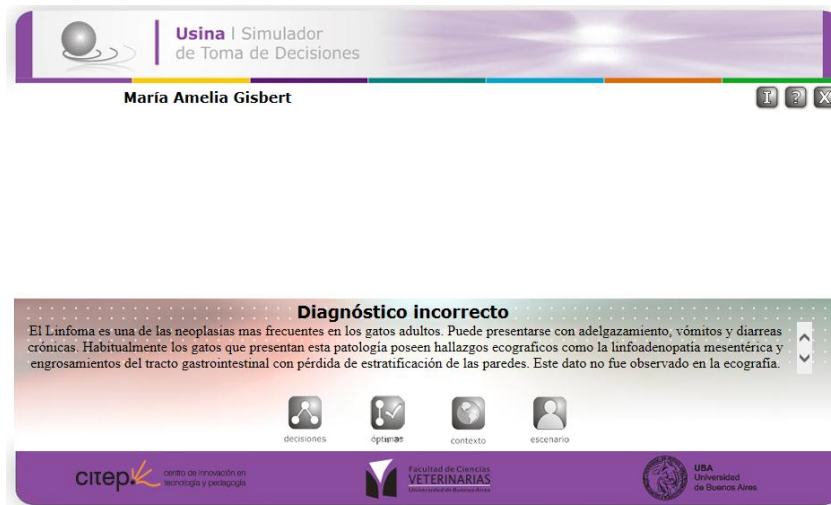 Usina | Simulador
de Toma de Decisiones
María Amelia Gisbert
I ? X
Diagnóstico incorrecto
El Linfoma es una de las neoplasias mas frecuentes en los gatos adultos. Puede presentarse con adelgazamiento, vómitos y diarreas
crónicas. Habitualmente los gatos que presentan esta patología poseen hallazgos ecograficos como la linfoadenopatía mesentérica y
engrosamientos del tracto gastrointestinal con pérdida de estratificación de las paredes. Este dato no fue observado en la ecografía.
decisiones óptimas contexto escenario
citep centro de innovación en
tecnología y pedagogía
Facultad de Ciencias
VETERINARIAS
Universidad de Buenos Aires
UBA
Universidad
de Buenos Aires